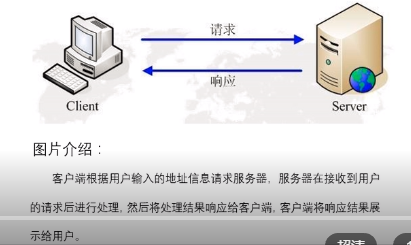 请求
响应
Client
Server
图片介绍：
客户端根据用户输入的地址信息请求服务器，服务器在接收到用户
的请求后进行处理，然后将处理结果响应给客户端，客户端将响应结果展
示给用户。
超清